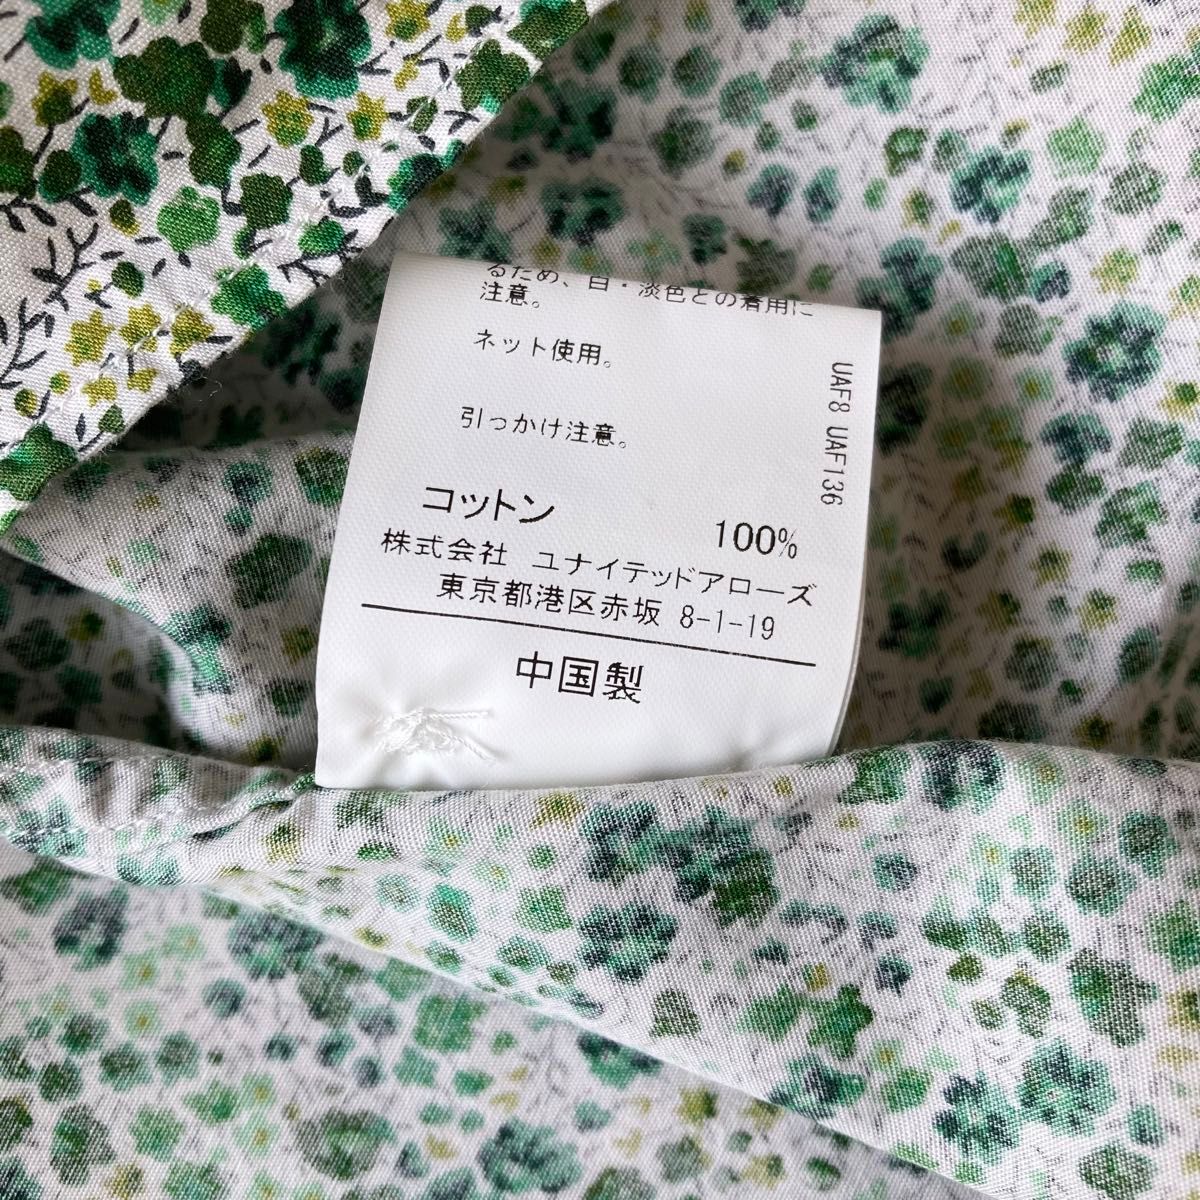 るため、白・淡色との着用に
注意。
ネット使用。
引っかけ注意。
コットン 100%
株式会社 ユナイテッドアローズ
東京都港区赤坂 8-1-19
中国製
UAF8 UAF136